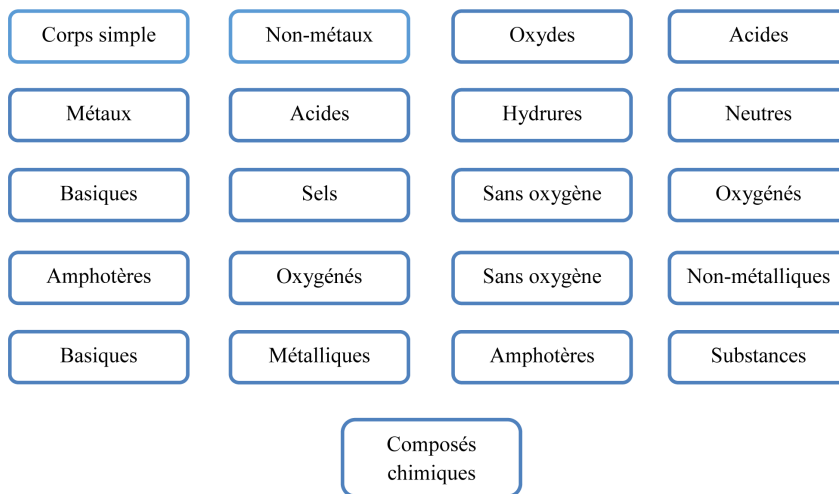 Corps simple
Non-métaux
Oxydes
Acides
Métaux
Acides
Hydrures
Neutres
Basiques
Sels
Sans oxygène
Oxygénés
Amphotères
Oxygénés
Sans oxygène
Non-métalliques
Basiques
Métalliques
Amphotères
Substances
Composés
chimiques